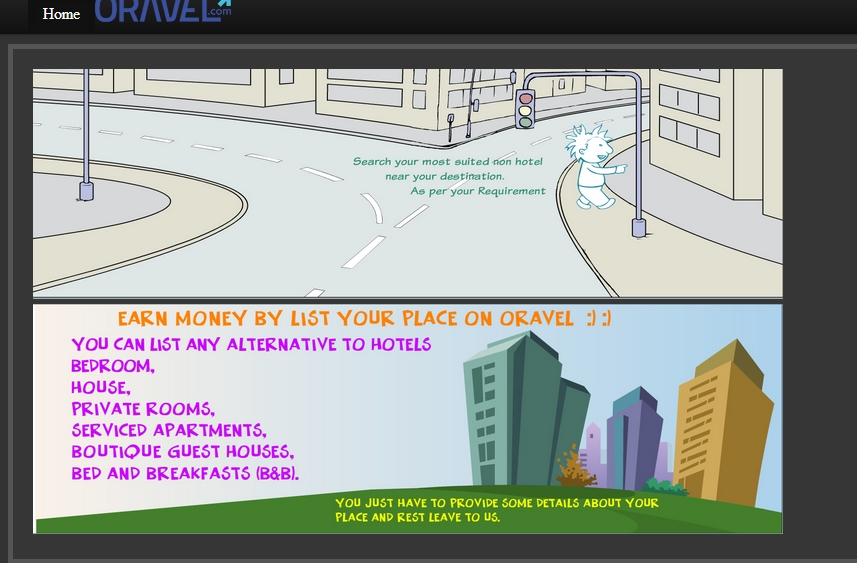 Home ORAVEL.com
Search your most suited non hotel
near your destination.
As per your Requirement
EARN MONEY BY LIST YOUR PLACE ON ORAVEL :) :)
YOU CAN LIST ANY ALTERNATIVE TO HOTELS
BEDROOM,
HOUSE,
PRIVATE ROOMS,
SERVICED APARTMENTS,
BOUTIQUE GUEST HOUSES,
BED AND BREAKFASTS (B&B).
YOU JUST HAVE TO PROVIDE SOME DETAILS ABOUT YOUR
PLACE AND REST LEAVE TO US.